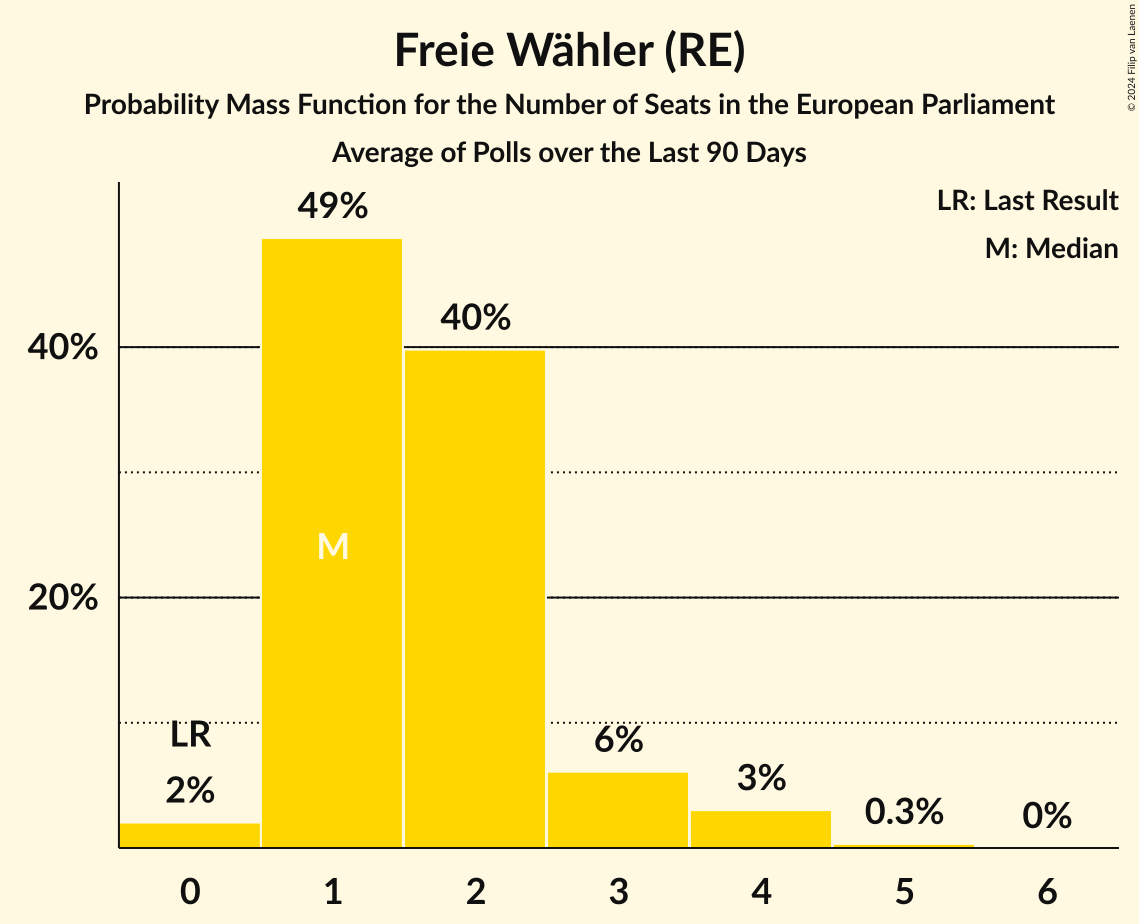 Freie Wähler (RE)
Probability Mass Function for the Number of Seats in the European Parliament
Average of Polls over the Last 90 Days
© 2024 Filip van Laenen
LR: Last Result
M: Median
49%
40%
40%
M
20%
LR
2%
6%
3%
0.3%
0%
0 1 2 3 4 5 6